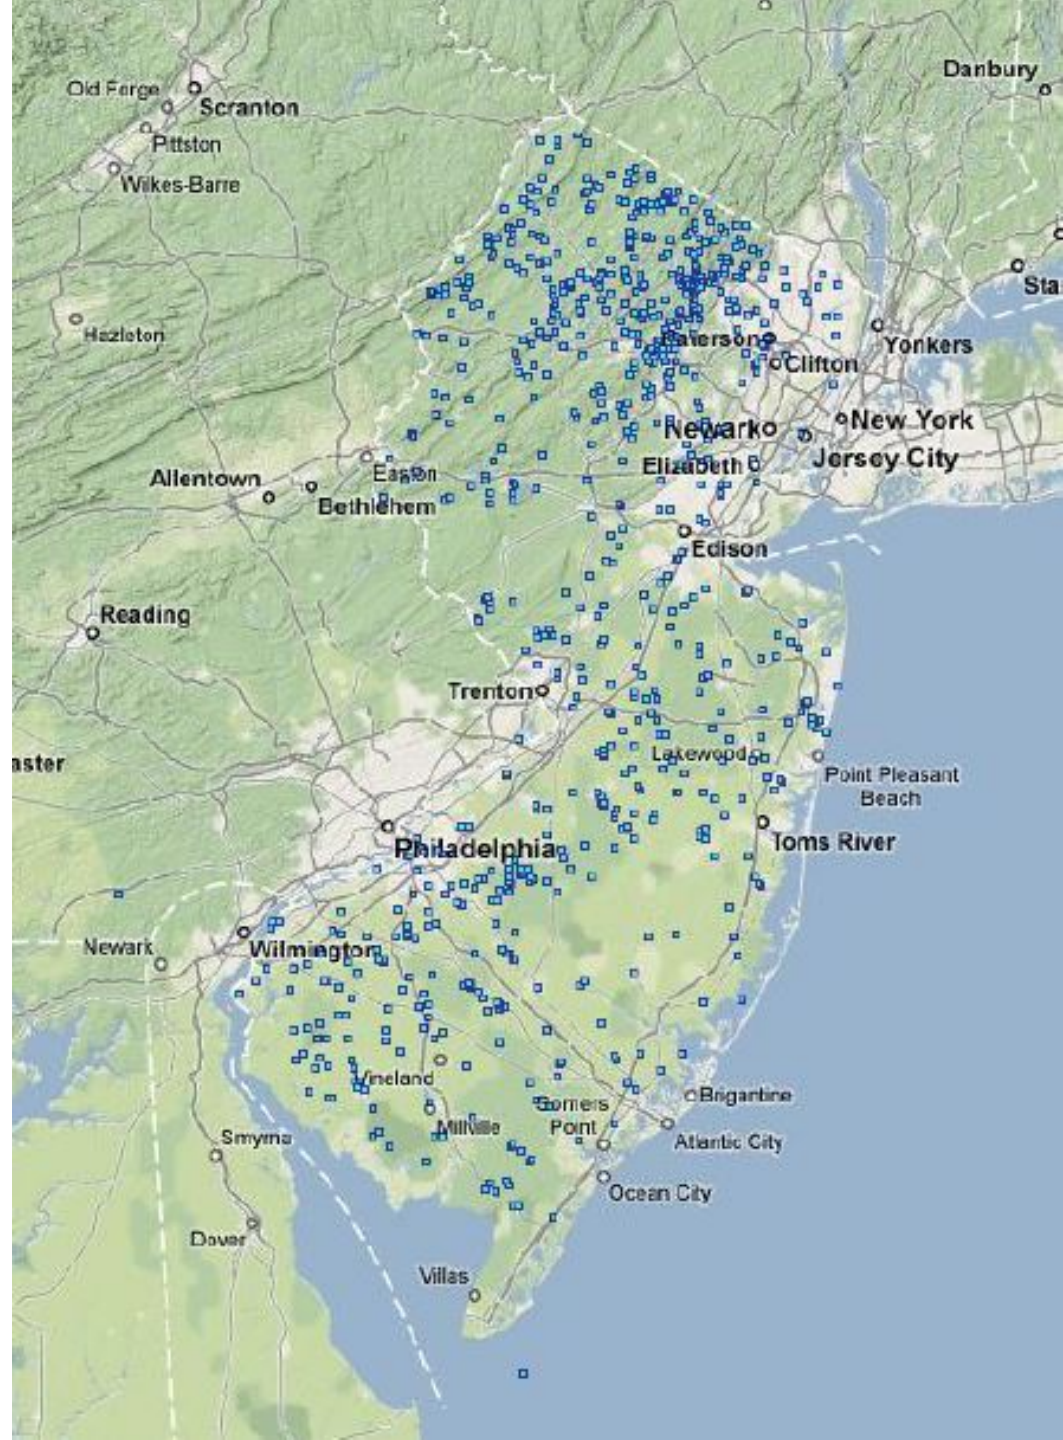 Danbury
Old Forge
Scranton
Pittston
Wilkes-Barre
Sta
Hazleton
Paterson
Yonkers
Clifton
New York
Newark
Jersey City
Elizabeth
Allentown
Easton
Bethlehem
Edison
Reading
Trenton
Lakewood
aster
Point Pleasant
Beach
Toms River
Philadelphia
Newark
Wilmington
Vineland
Brigantine
Somers
Point
Millville
Smyrna
Atlantic City
Ocean City
Dover
Villas